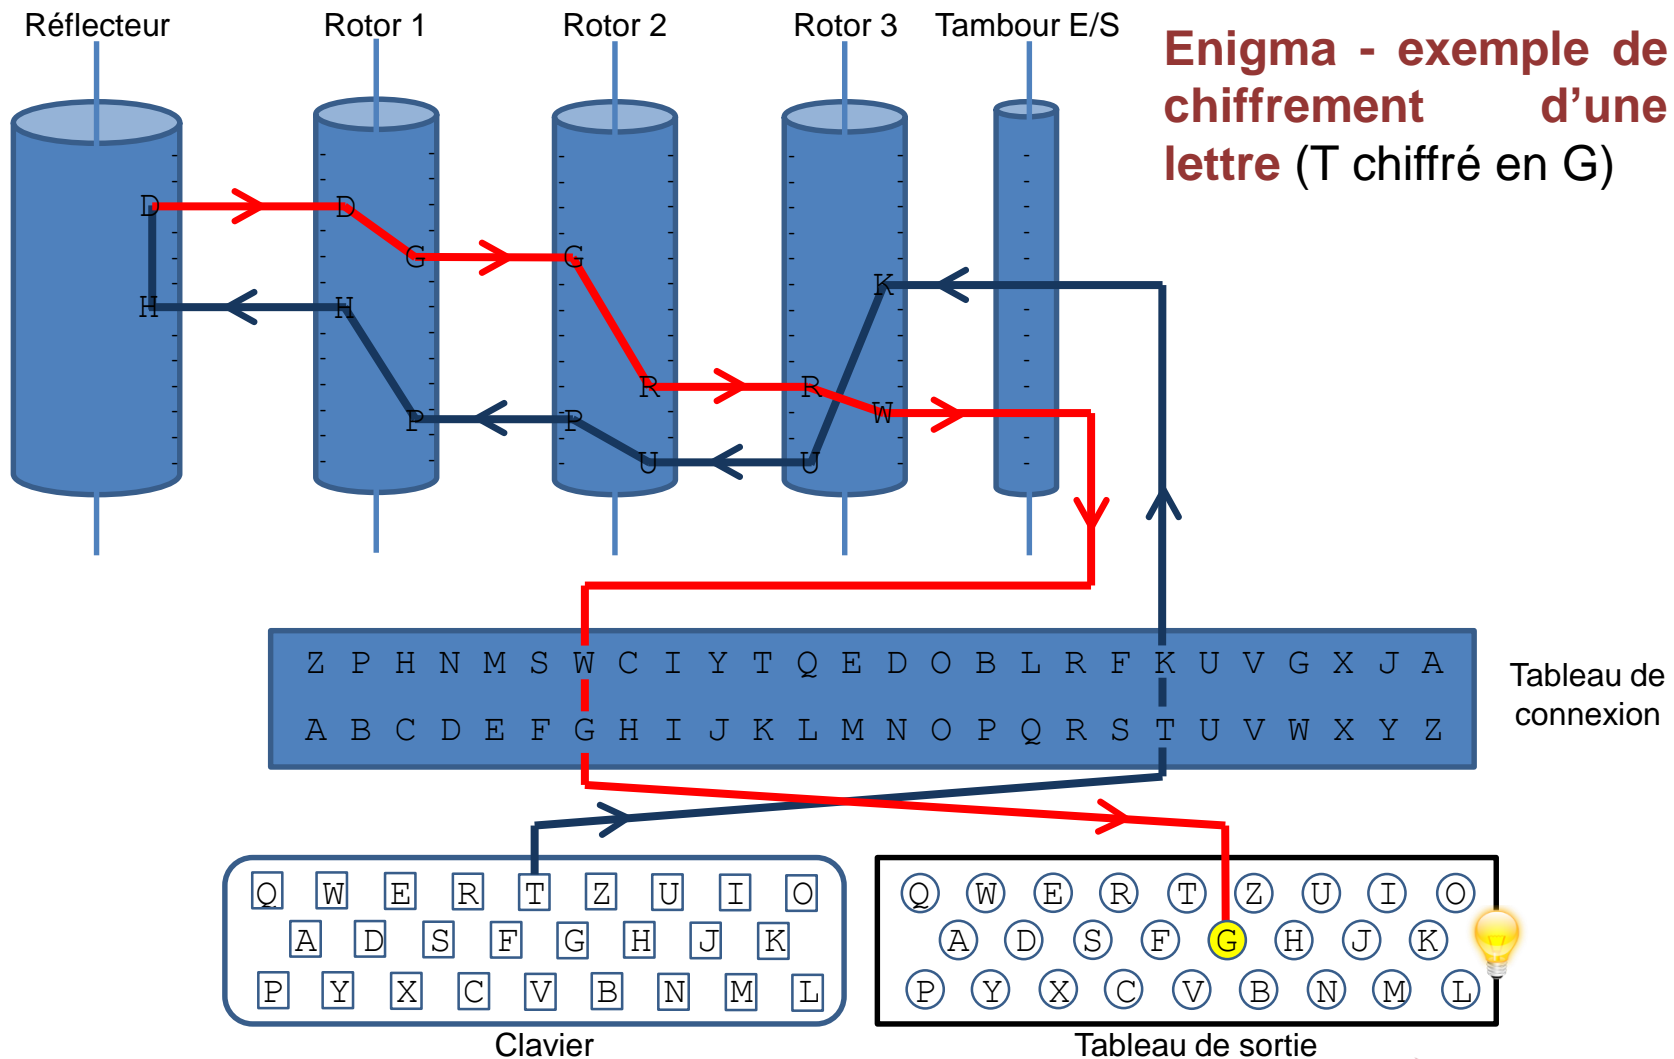 Réflecteur Rotor 1 Rotor 2 Rotor 3 Tambour E/S
Enigma - exemple de
chiffrement d’une
lettre (T chiffré en G)
D D
G G
K
H H
R R
W
P P
U U
Z P H N M S W C I Y T Q E D O B L R F K U V G X J A
A B C D E F G H I J K L M N O P Q R S T U V W X Y Z
Tableau de
connexion
Q W E R T Z U I O
A D S F G H J K
P Y X C V B N M L
Clavier
Q W E R T Z U I O
A D S F G H J K
P Y X C V B N M L
Tableau de sortie